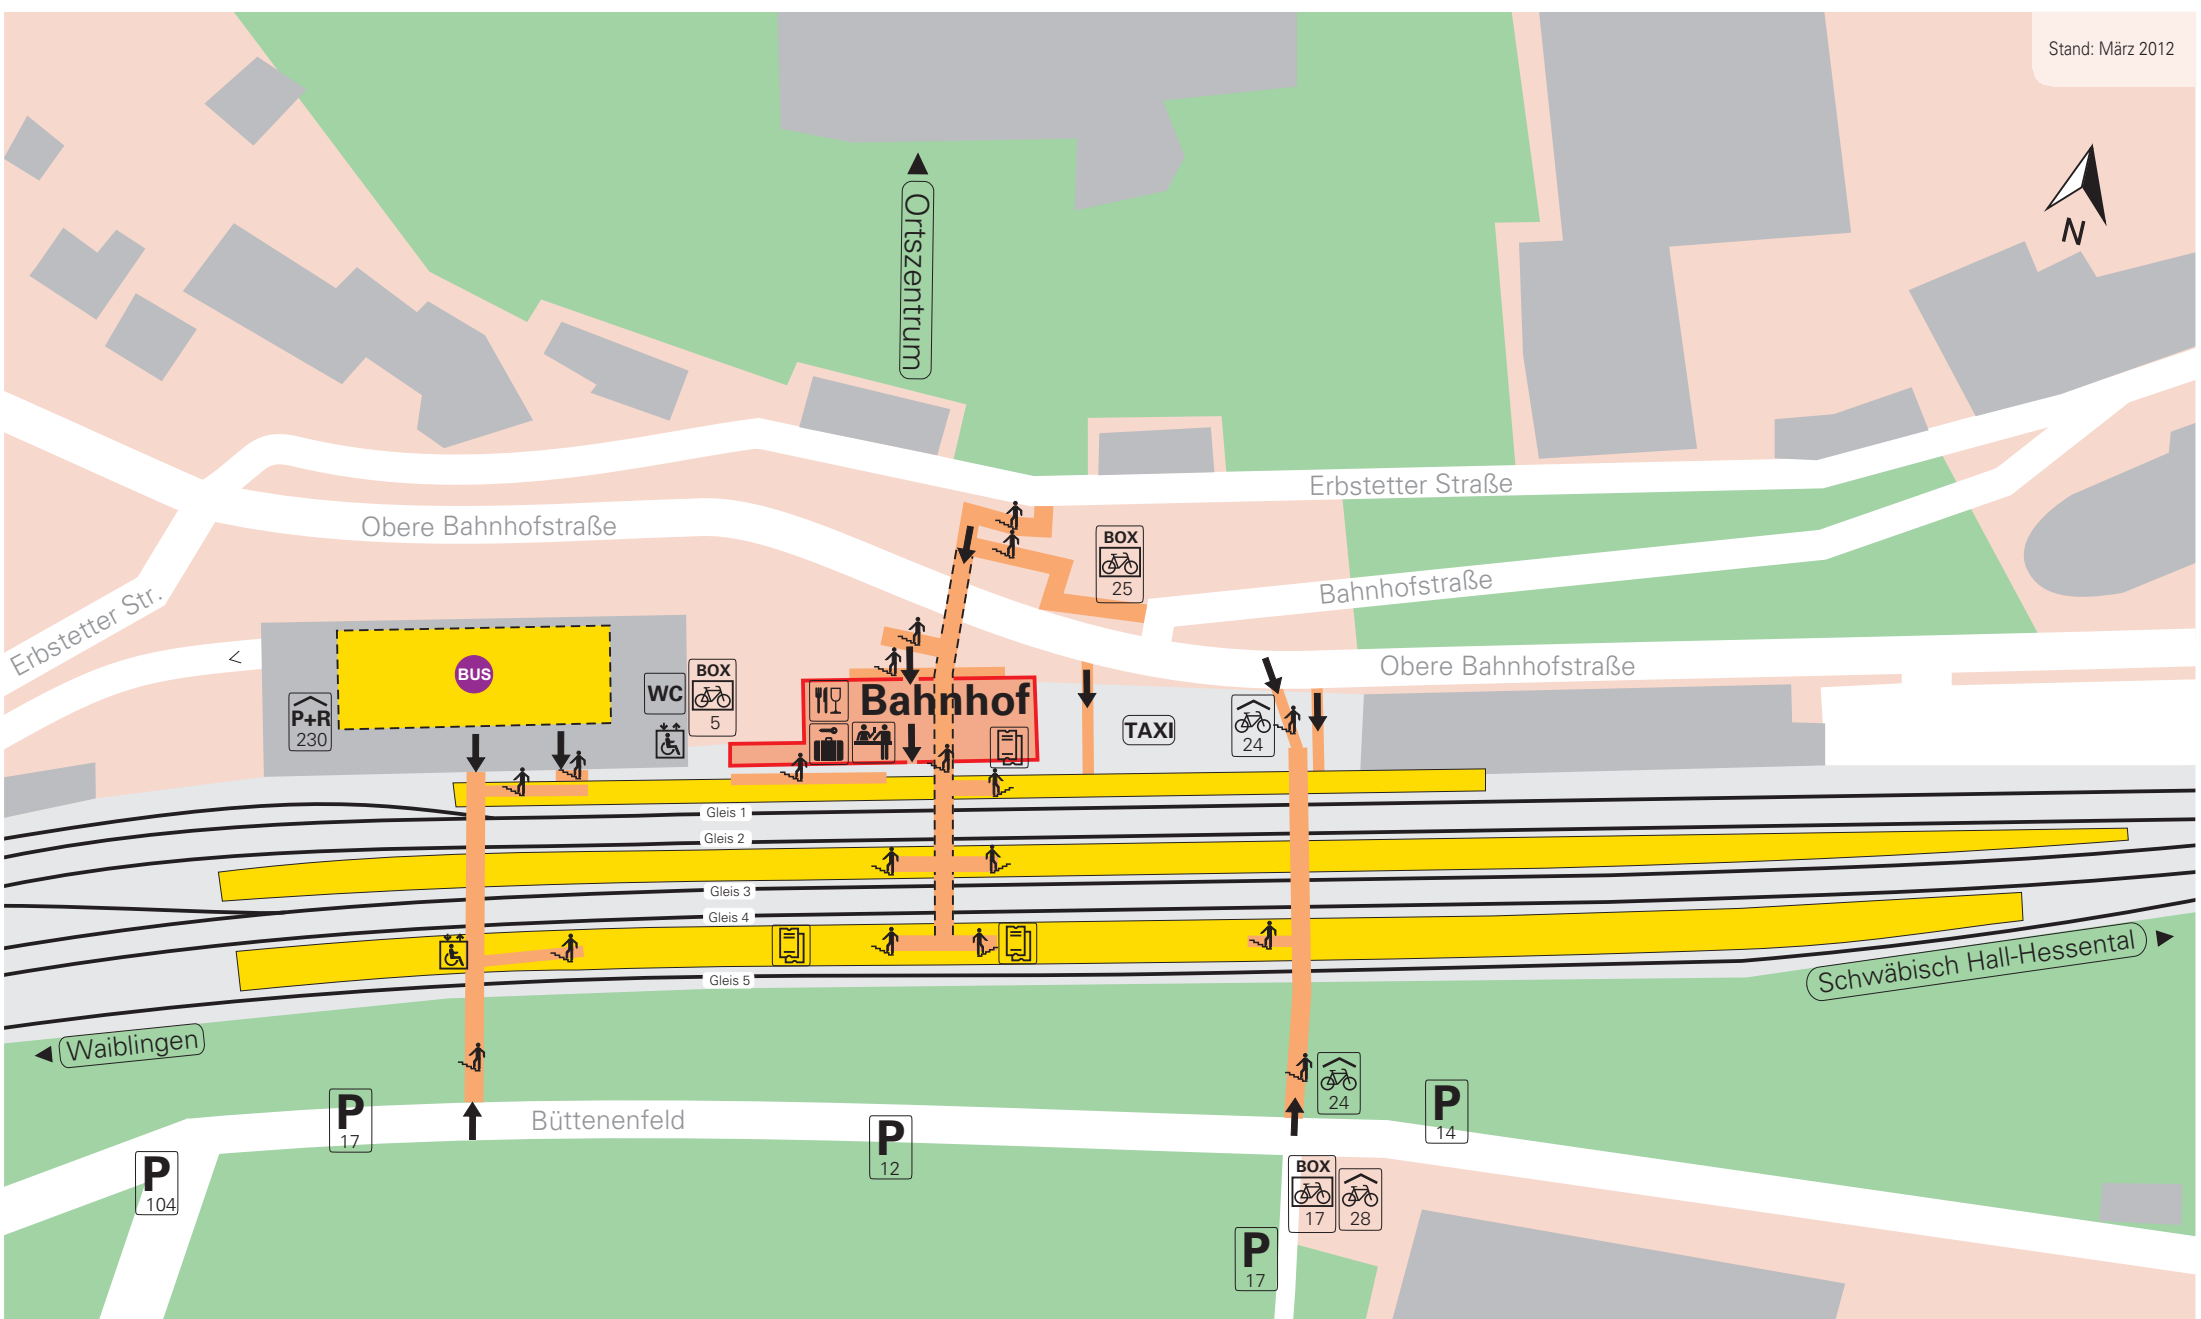 Stand: März 2012
N
Ortszentrum
Erbstetter Straße
Obere Bahnhofstraße
BOX
25
Bahnhofstraße
Erbstetter Str.
<
BUS
P+R
230
WC
BOX
5
Bahnhof
TAXI
24
Obere Bahnhofstraße
Gleis 1
Gleis 2
Gleis 3
Gleis 4
Gleis 5
Schwäbisch Hall-Hessental
Waiblingen
P
17
Büttenenfeld
P
12
24
P
14
P
104
BOX
17
28
P
17